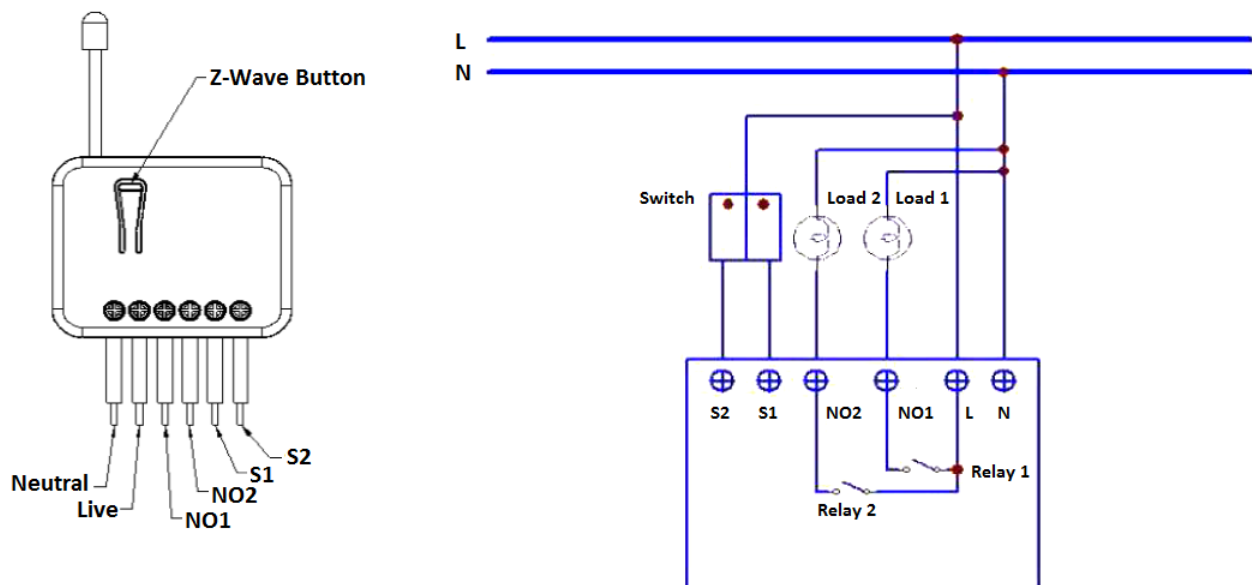 Z-Wave Button
Neutral
Live
NO1
NO2
S1
S2
L
N
Switch
Load 2
Load 1
S2
S1
NO2
NO1
L
N
Relay 1
Relay 2